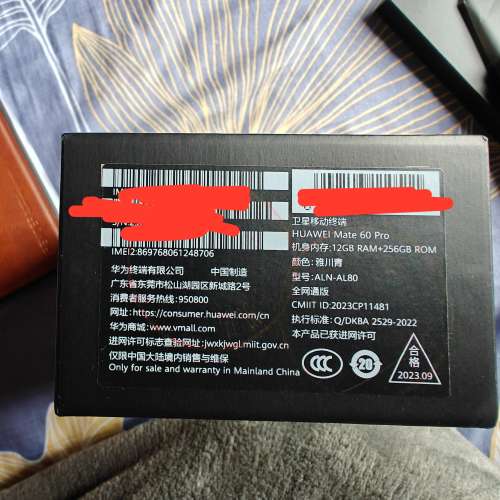 IMEI2:869768061248706
华为终端有限公司 中国制造
广东省东莞市松山湖园区新城路2号
消费者服务热线:950800
网址:https://consumer.huawei.com/cn
华为商城:www.vmall.com
进网许可标志查验网址:jwxkjwgl.miit.gov.cn
仅限中国大陆境内销售与维保
Only for sale and warranty in Mainland China
卫星移动终端
HUAWEI Mate 60 Pro
机身内存:12GB RAM+256GB ROM
颜色:雅川青
型号:ALN-AL80
全网通版
CMIIT ID:2023CP11481
执行标准:Q/DKBA 2529-2022
本产品已获进网许可
CCC
20
合格
2023.09